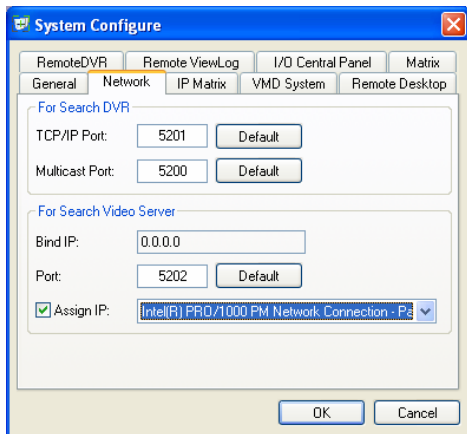 System Configure
RemoteDVR Remote ViewLog I/O Central Panel Matrix
General Network IP Matrix VMD System Remote Desktop
For Search DVR
TCP/IP Port: 5201 Default
Multicast Port: 5200 Default
For Search Video Server
Bind IP: 0.0.0.0
Port: 5202 Default
Assign IP: Intel(R) PRO/1000 PM Network Connection - Pa
OK Cancel